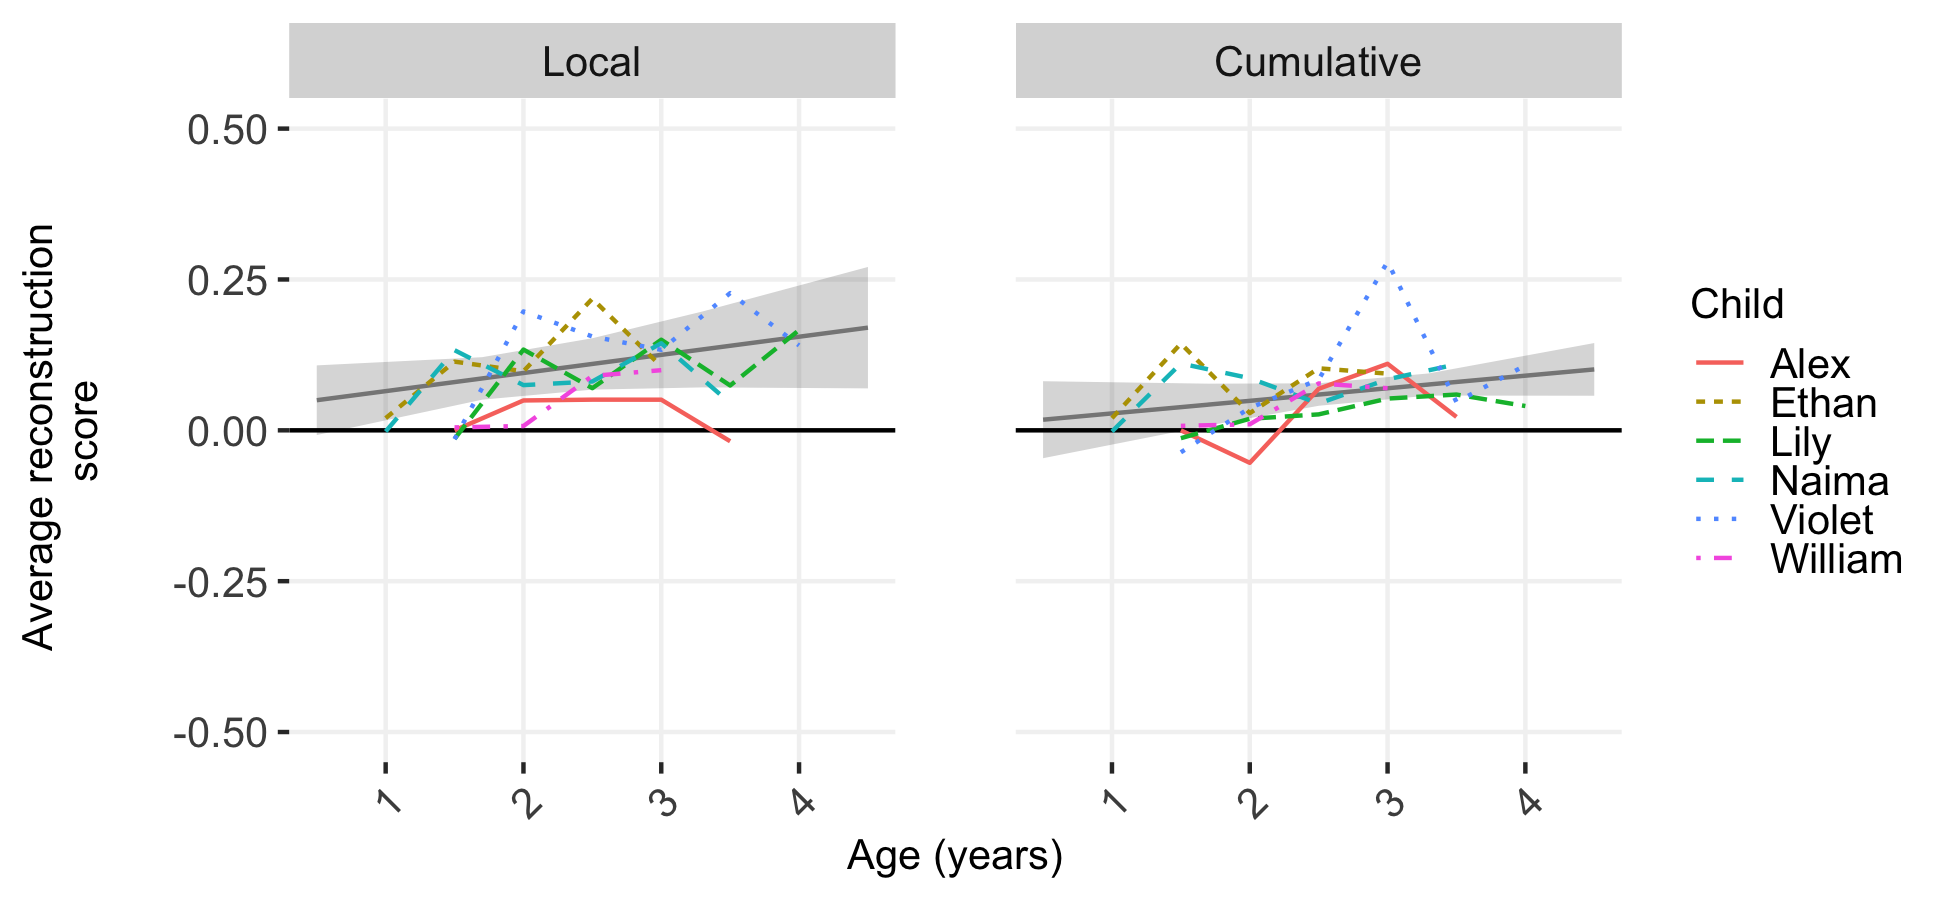 Local
Cumulative
0.50
0.25
0.00
-0.25
-0.50
Average reconstruction
score
1
2
3
4
1
2
3
4
Age (years)
Child
Alex
Ethan
Lily
Naima
Violet
William